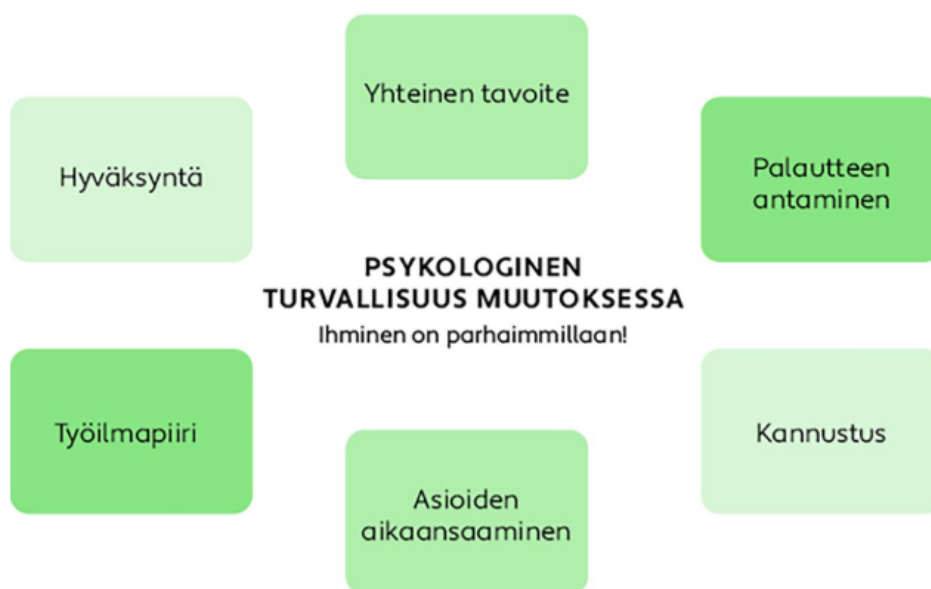 Yhteinen tavoite
Hyväksyntä
Palautteen
antaminen
PSYKOLOGINEN
TURVALLISUUS MUUTOKSESSA
Ihminen on parhaimmillaan!
Työilmapiiri
Kannustus
Asioiden
aikaansaaminen